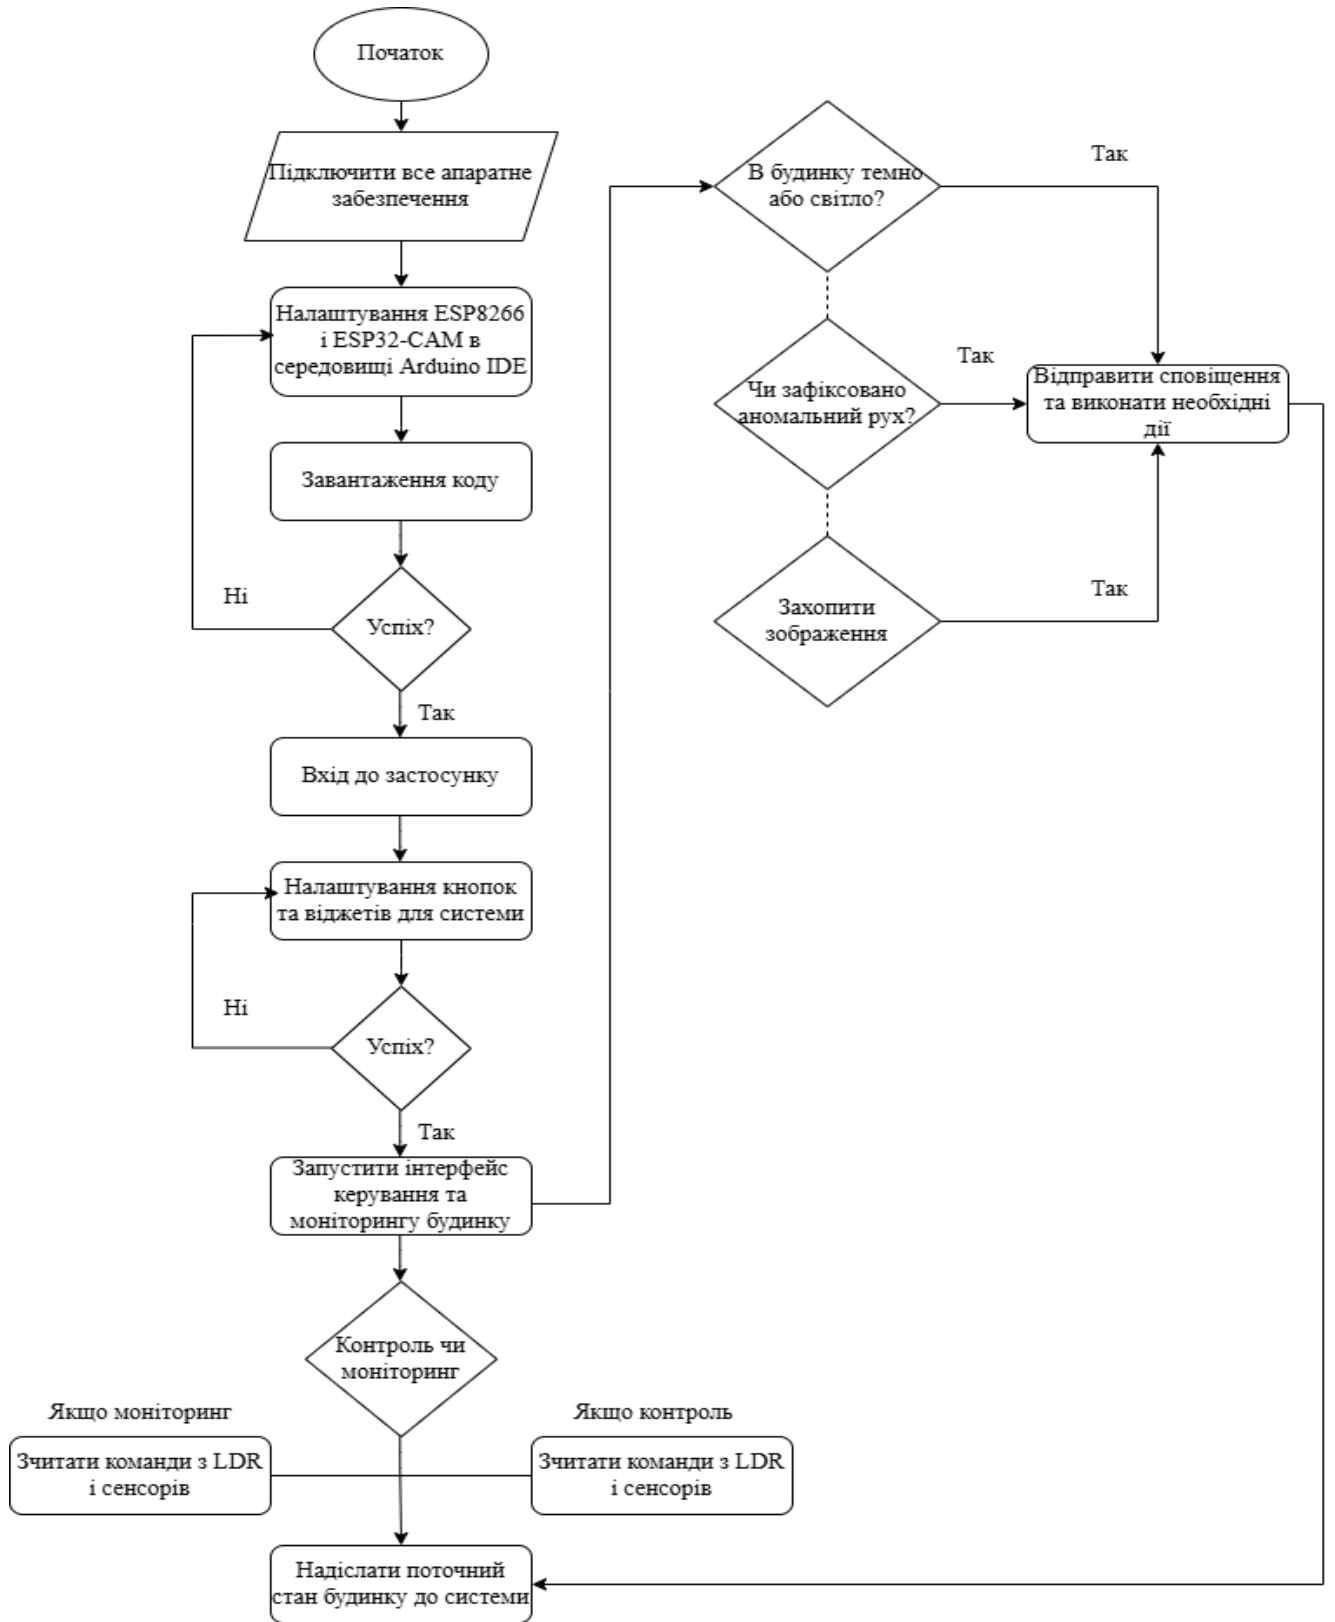 Початок
Підключити все апаратне
забезпечення
Налаштування ESP8266
і ESP32-CAM в
середовищі Arduino IDE
Завантаження коду
Ні
Успіх?
Так
Вхід до застосунку
Налаштування кнопок
та віджетів для системи
Ні
Успіх?
Так
Запустити інтерфейс
керування та
моніторингу будинку
Контроль чи
моніторинг
Якщо моніторинг
Зчитати команди з LDR
і сенсорів
Якщо контроль
Зчитати команди з LDR
і сенсорів
Надіслати поточний
стан будинку до системи
В будинку темно
або світло?
Так
Чи зафіксовано
аномальний рух?
Так
Захопити
зображення
Так
Відправити сповіщення
та виконати необхідні
дії